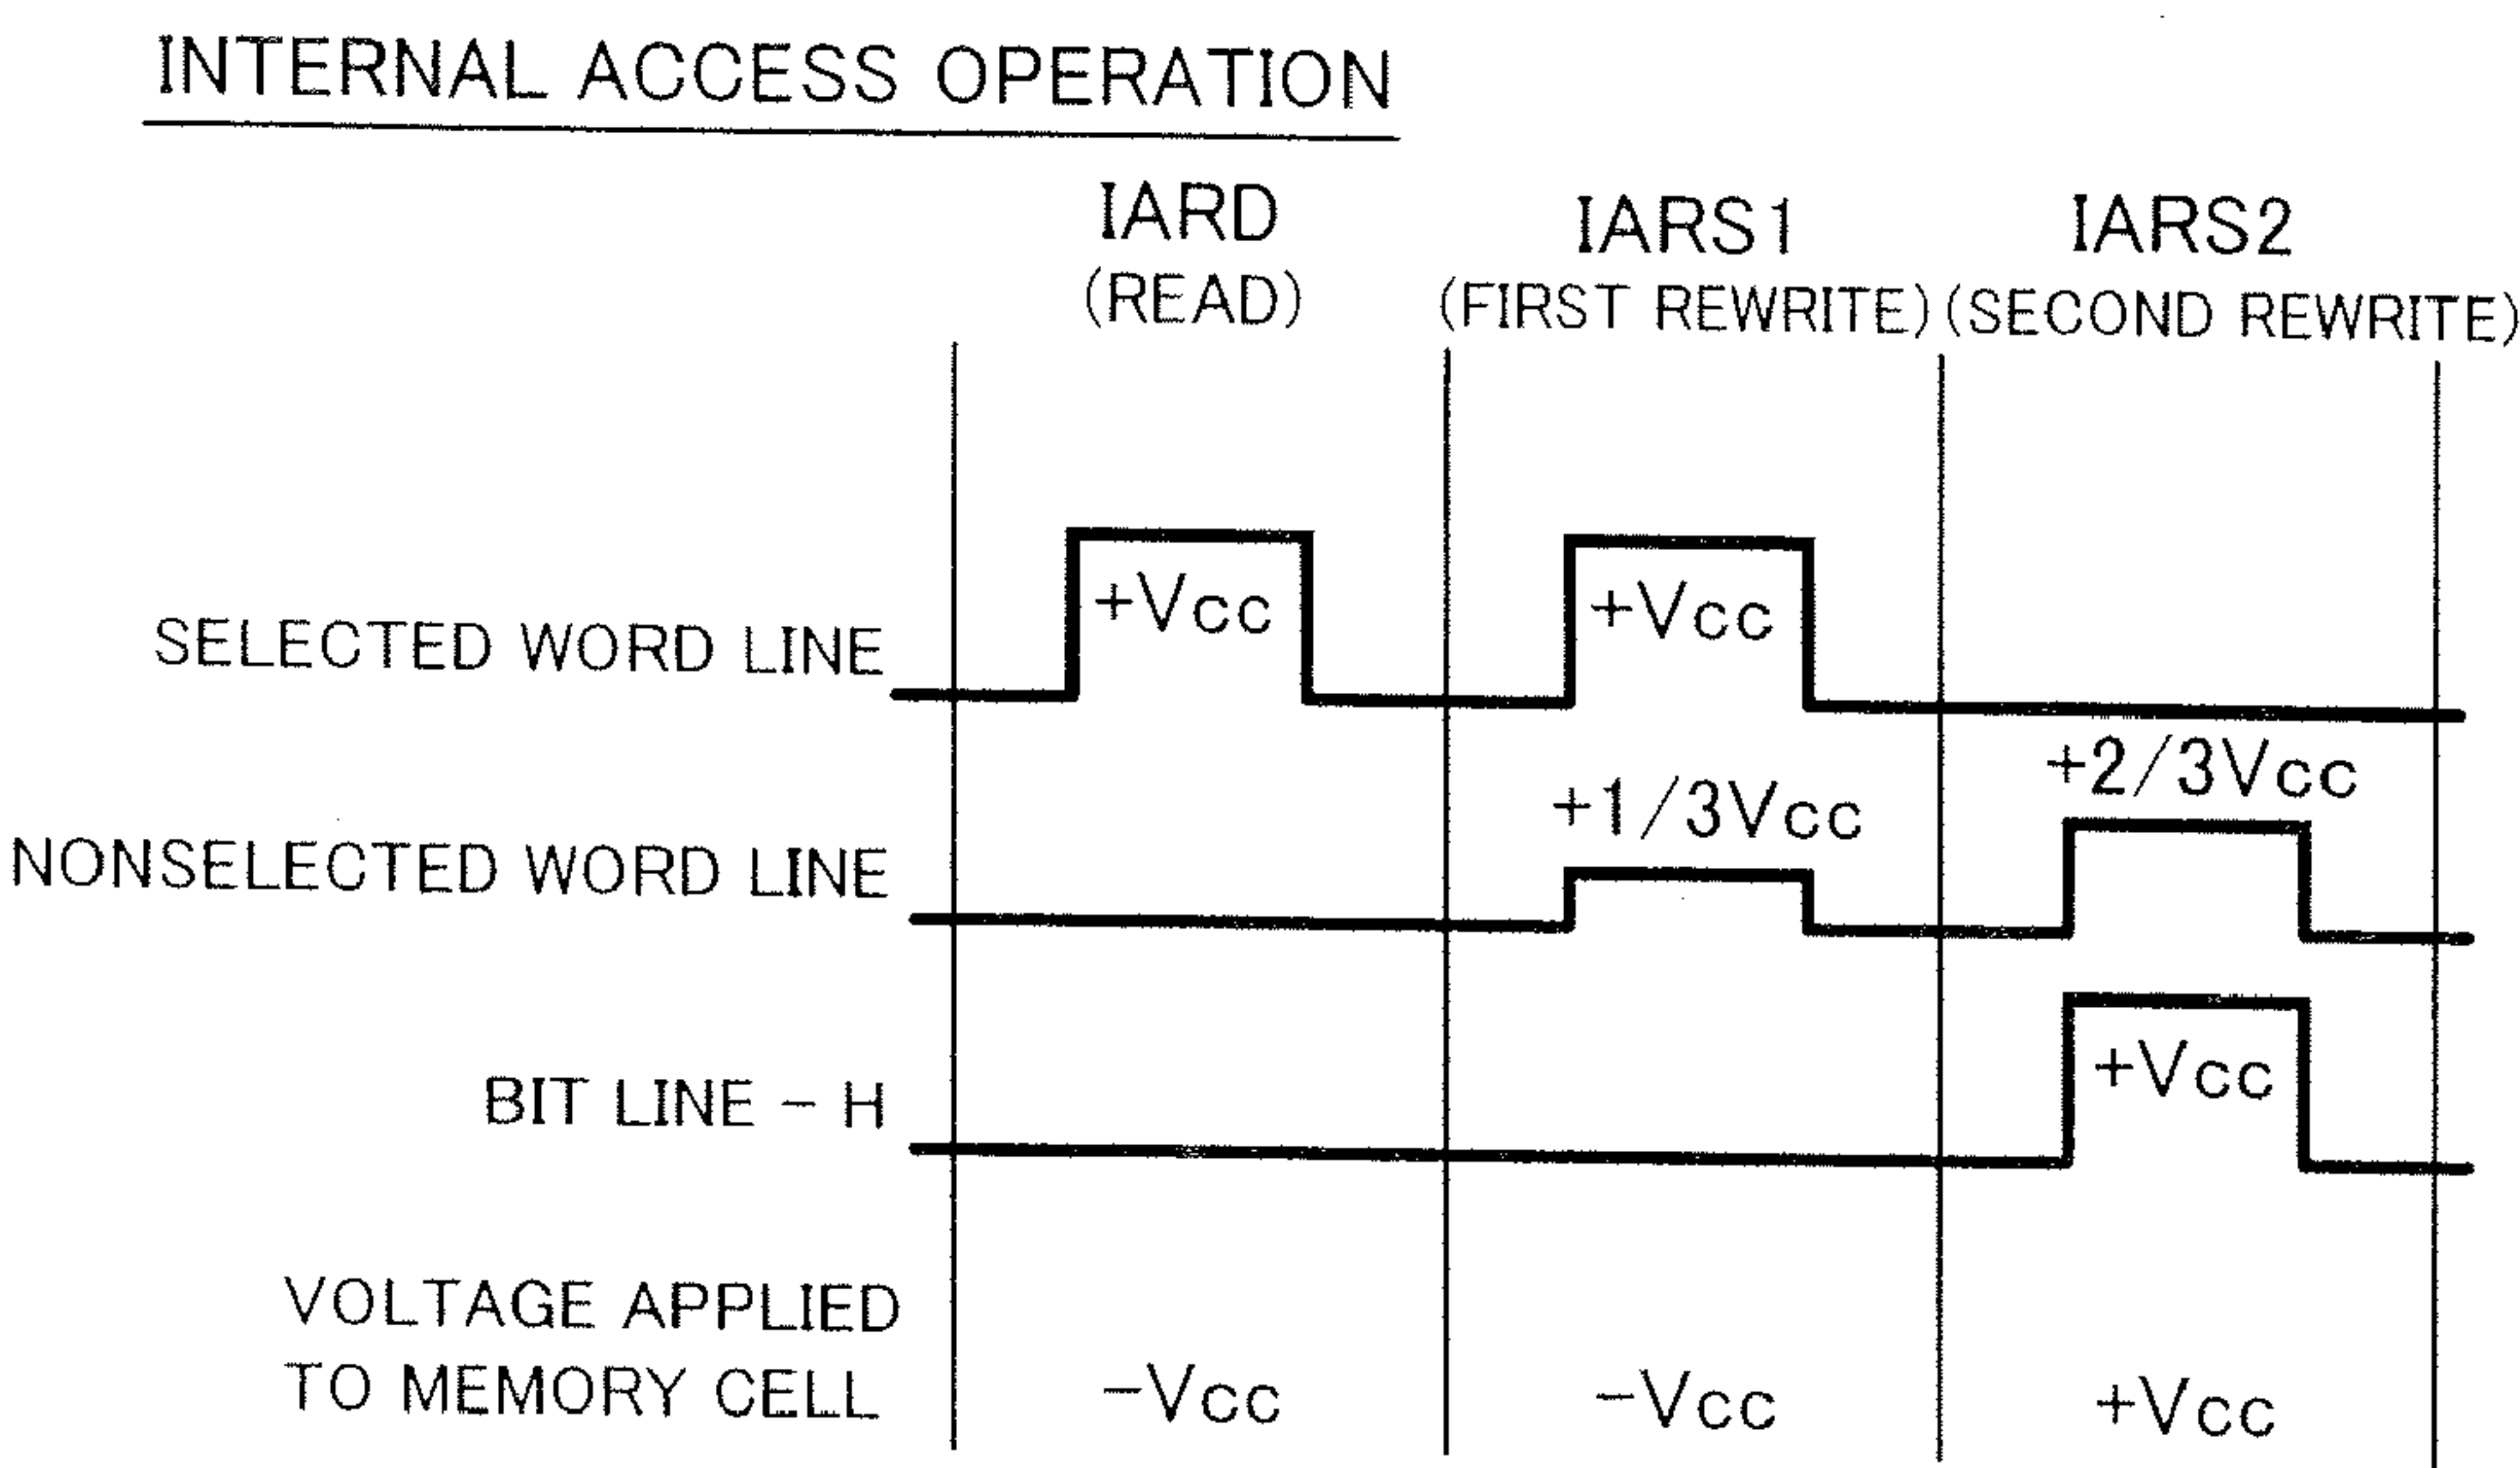 INTERNAL ACCESS OPERATION
IARD
(READ)
IARS1
(FIRST REWRITE)
IARS2
(SECOND REWRITE)
SELECTED WORD LINE
+Vcc
+Vcc
NONSELECTED WORD LINE
+1/3Vcc
+2/3Vcc
BIT LINE - H
+Vcc
VOLTAGE APPLIED
TO MEMORY CELL
-Vcc
-Vcc
+Vcc